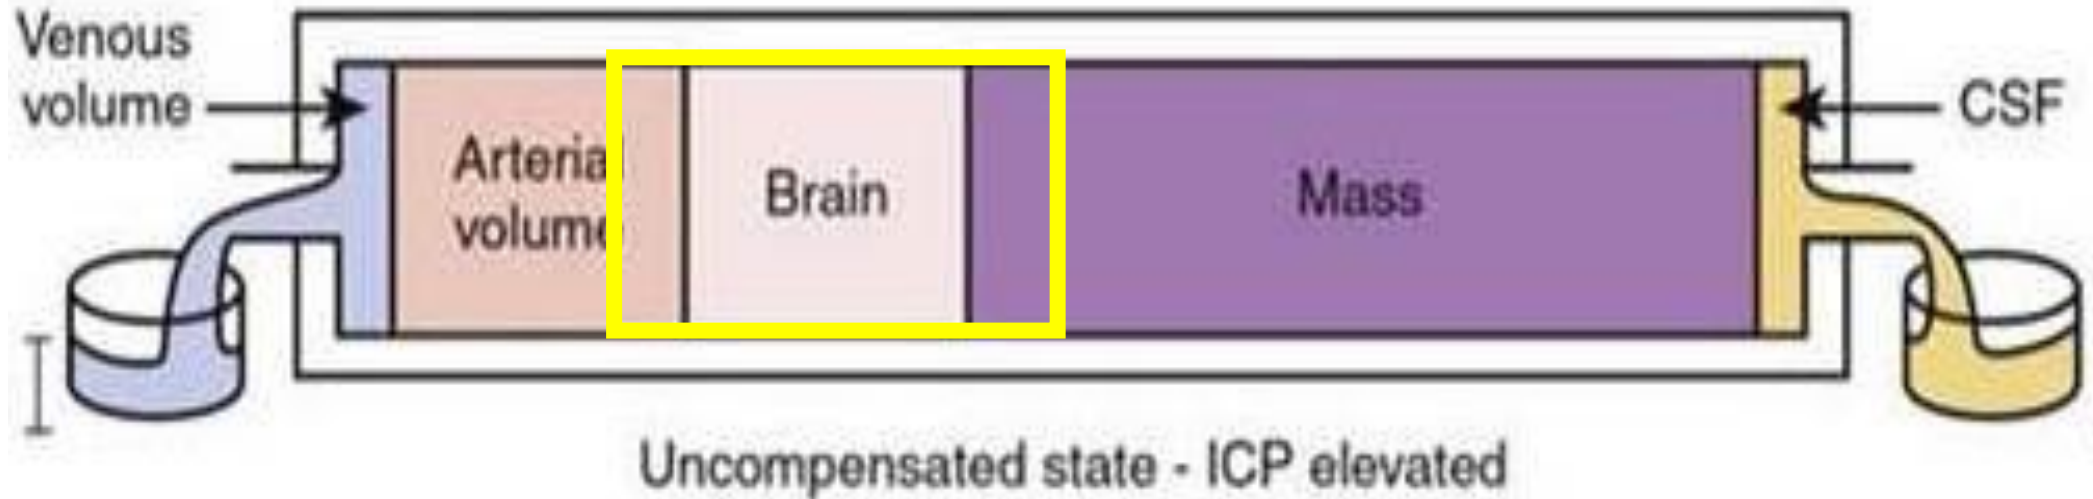 Venous
volume
Arterial
volume
Brain
Mass
CSF
Uncompensated state - ICP elevated